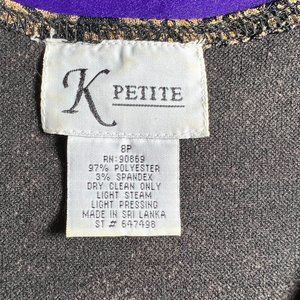 K PETITE
8P
RN: 90869
97% POLYESTER
3% SPANDEX
DRY CLEAN ONLY
LIGHT STEAM
LIGHT PRESSING
MADE IN SRI LANKA
ST # 647498